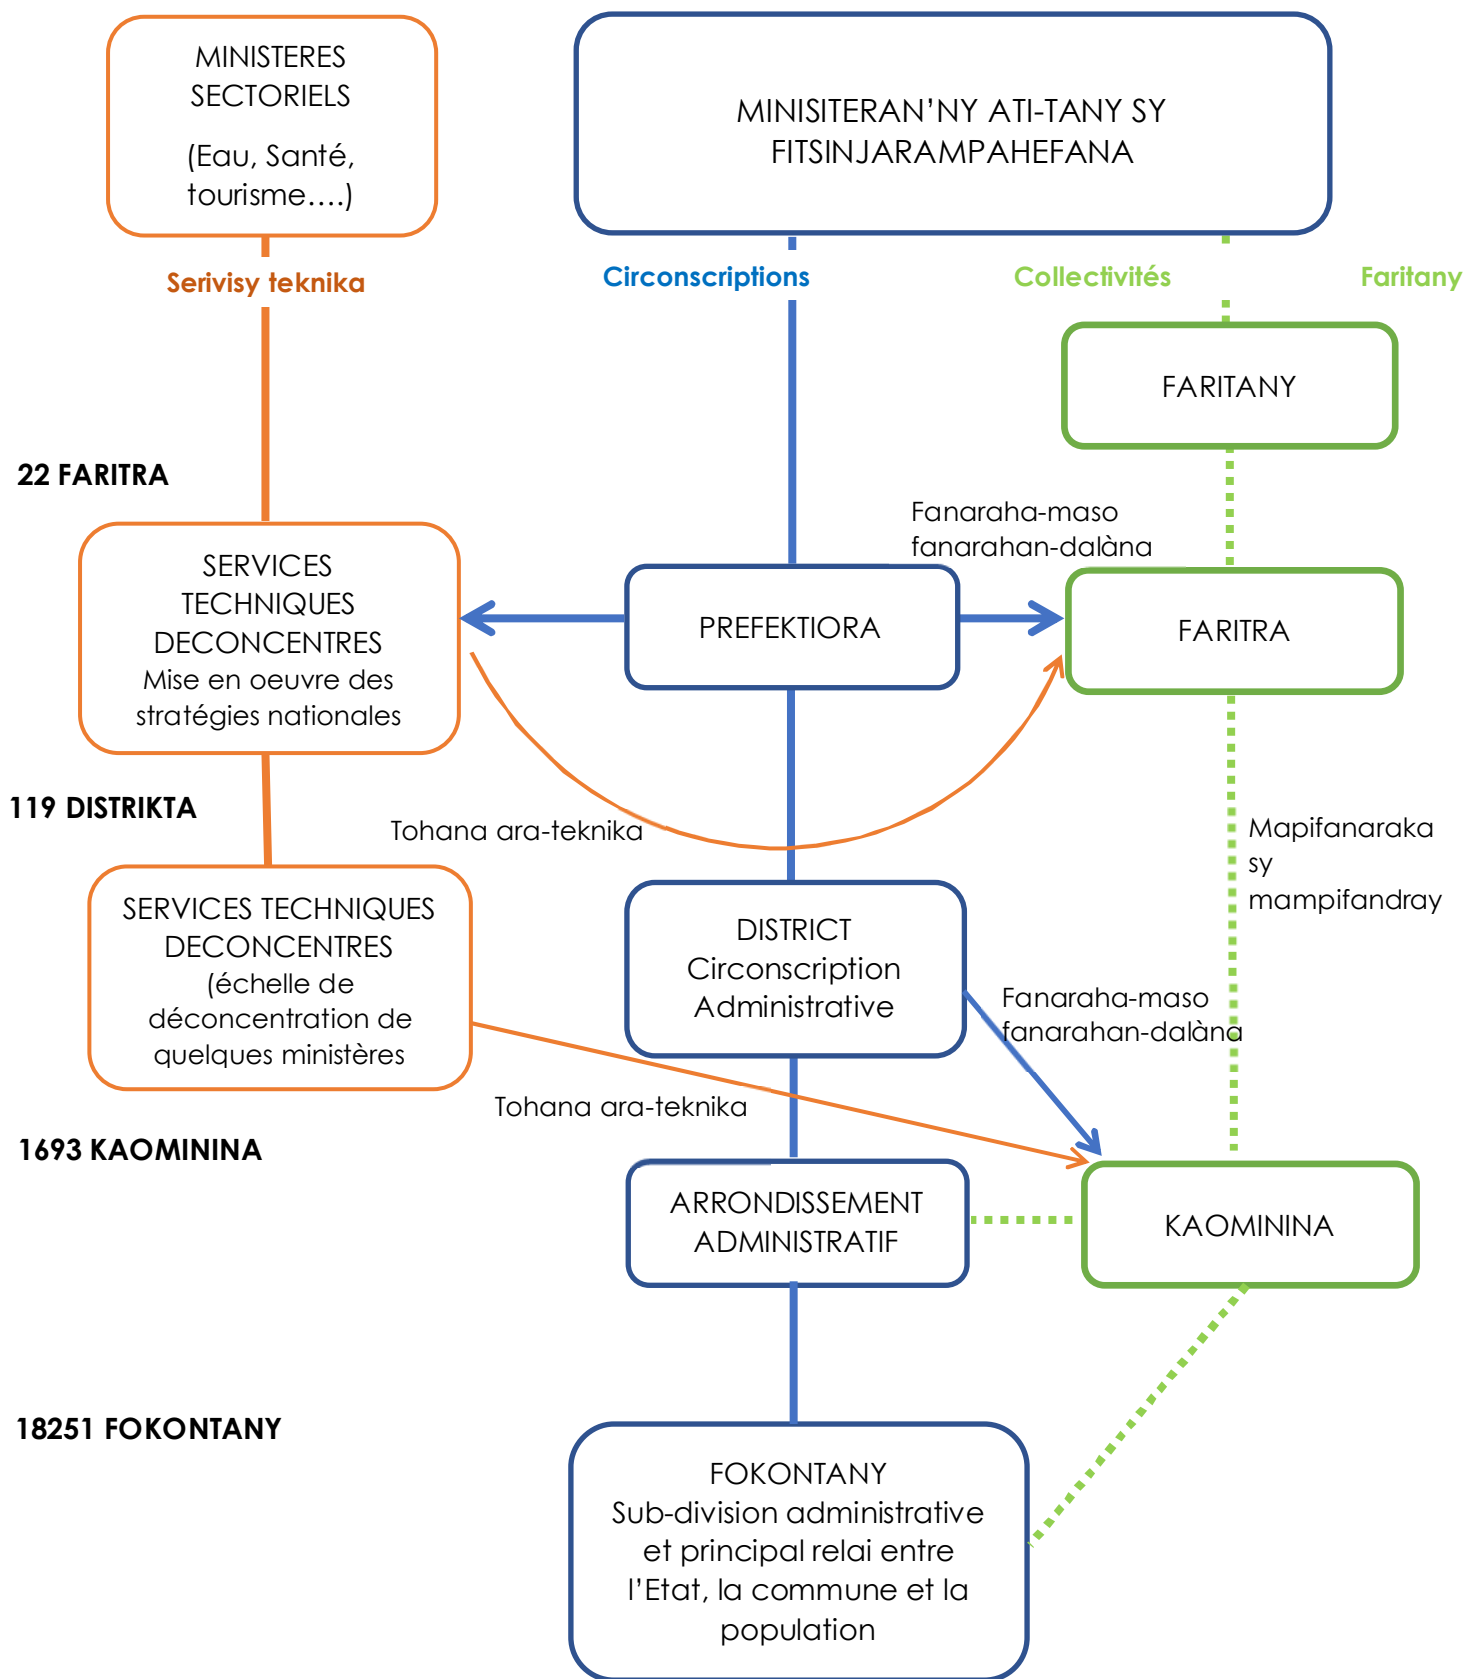 MINISTERES
SECTORIELS
(Eau, Santé,
tourisme….)
MINISITERAN’NY ATI-TANY SY
FITSINJARAMPAHEFANA
Serivisy teknika
Circonscriptions
Collectivités
Faritany
FARITANY
22 FARITRA
Fanaraha-maso
fanarahan-dalàna
SERVICES
TECHNIQUES
DECONCENTRES
Mise en oeuvre des
stratégies nationales
PREFEKTIORA
FARITRA
119 DISTRIKTA
Tohana ara-teknika
Mapifanaraka
sy
mampifandray
SERVICES TECHNIQUES
DECONCENTRES
(échelle de
déconcentration de
quelques ministères
DISTRICT
Circonscription
Administrative
Fanaraha-maso
fanarahan-dalàna
Tohana ara-teknika
1693 KAOMININA
ARRONDISSEMENT
ADMINISTRATIF
KAOMININA
18251 FOKONTANY
FOKONTANY
Sub-division administrative
et principal relai entre
l’Etat, la commune et la
population